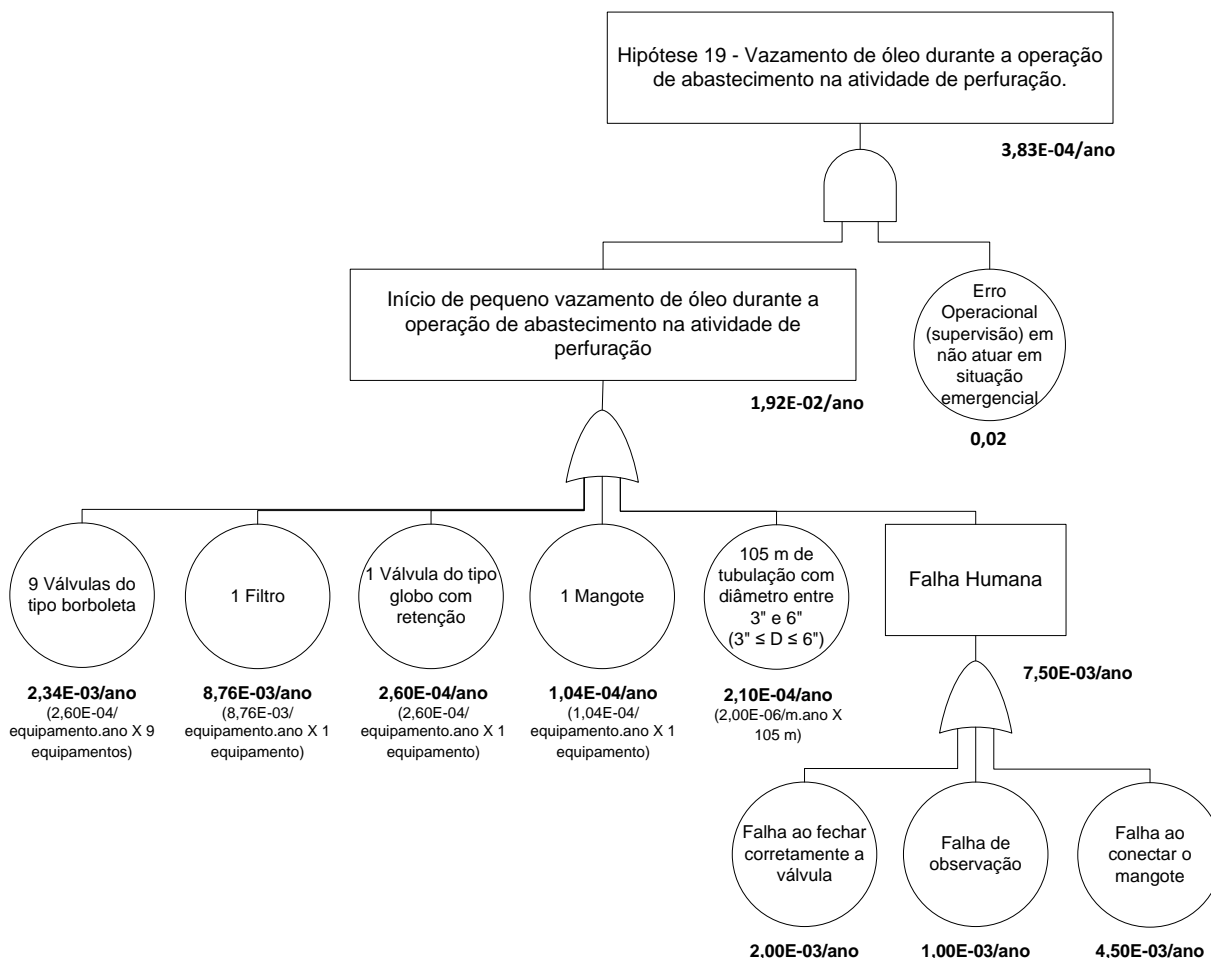 Hipótese 19 - Vazamento de óleo durante a operação
de abastecimento na atividade de perfuração.
3,83E-04/ano
Início de pequeno vazamento de óleo durante a
operação de abastecimento na atividade de
perfuração
1,92E-02/ano
Erro
Operacional
(supervisão) em
não atuar em
situação
emergencial
0,02
9 Válvulas do
tipo borboleta
2,34E-03/ano
(2,60E-04/
equipamento.ano X 9
equipamentos)
1 Filtro
8,76E-03/ano
(8,76E-03/
equipamento.ano X 1
equipamento)
1 Válvula do tipo
globo com
retenção
2,60E-04/ano
(2,60E-04/
equipamento.ano X 1
equipamento)
1 Mangote
1,04E-04/ano
(1,04E-04/
equipamento.ano X 1
equipamento)
105 m de
tubulação com
diâmetro entre
3" e 6"
(3" ≤ D ≤ 6")
2,10E-04/ano
(2,00E-06/m.ano X
105 m)
Falha Humana
7,50E-03/ano
Falha ao fechar
corretamente a
válvula
2,00E-03/ano
Falha de
observação
1,00E-03/ano
Falha ao
conectar o
mangote
4,50E-03/ano